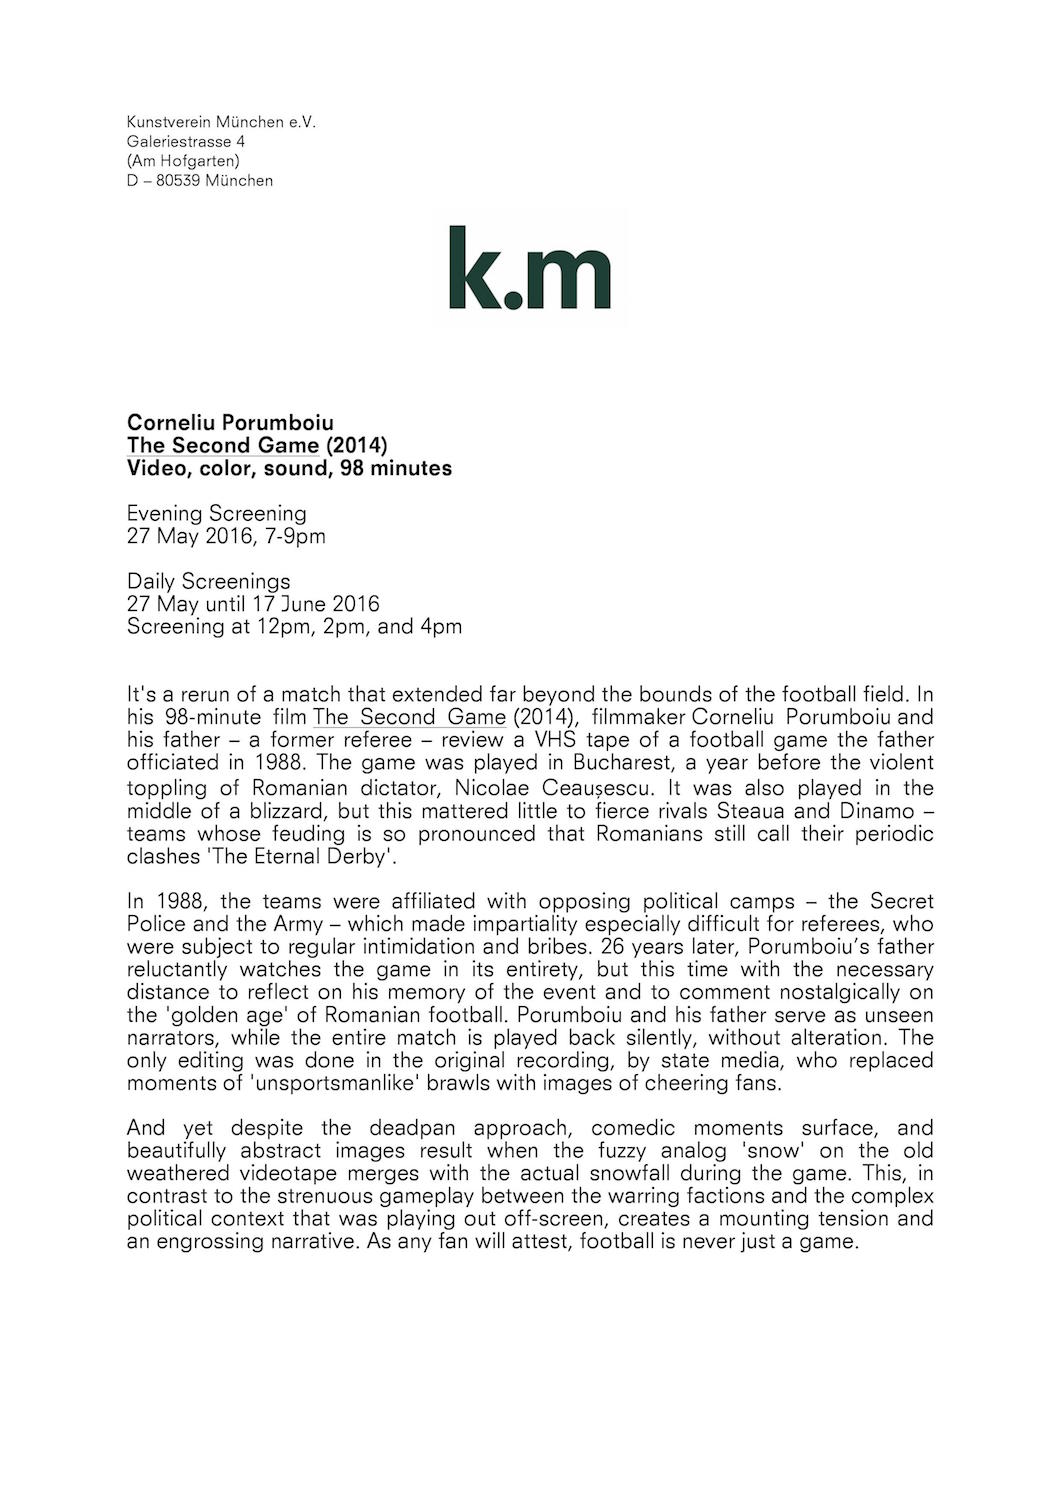 Kunstverein München e.V.
Galeriestrasse 4
(Am Hofgarten)
D – 80539 München
k.m
Corneliu Porumboiu
The Second Game (2014)
Video, color, sound, 98 minutes
Evening Screening
27 May 2016, 7-9pm
Daily Screenings
27 May until 17 June 2016
Screening at 12pm, 2pm, and 4pm
It's a rerun of a match that extended far beyond the bounds of the football field. In
his 98-minute film The Second Game (2014), filmmaker Corneliu Porumboiu and
his father – a former referee – review a VHS tape of a football game the father
officiated in 1988. The game was played in Bucharest, a year before the violent
toppling of Romanian dictator, Nicolae Ceaușescu. It was also played in the
middle of a blizzard, but this mattered little to fierce rivals Steaua and Dinamo –
teams whose feuding is so pronounced that Romanians still call their periodic
clashes 'The Eternal Derby'.
In 1988, the teams were affiliated with opposing political camps – the Secret
Police and the Army – which made impartiality especially difficult for referees, who
were subject to regular intimidation and bribes. 26 years later, Porumboiu’s father
reluctantly watches the game in its entirety, but this time with the necessary
distance to reflect on his memory of the event and to comment nostalgically on
the 'golden age' of Romanian football. Porumboiu and his father serve as unseen
narrators, while the entire match is played back silently, without alteration. The
only editing was done in the original recording, by state media, who replaced
moments of 'unsportsmanlike' brawls with images of cheering fans.
And yet despite the deadpan approach, comedic moments surface, and
beautifully abstract images result when the fuzzy analog 'snow' on the old
weathered videotape merges with the actual snowfall during the game. This, in
contrast to the strenuous gameplay between the warring factions and the complex
political context that was playing out off-screen, creates a mounting tension and
an engrossing narrative. As any fan will attest, football is never just a game.